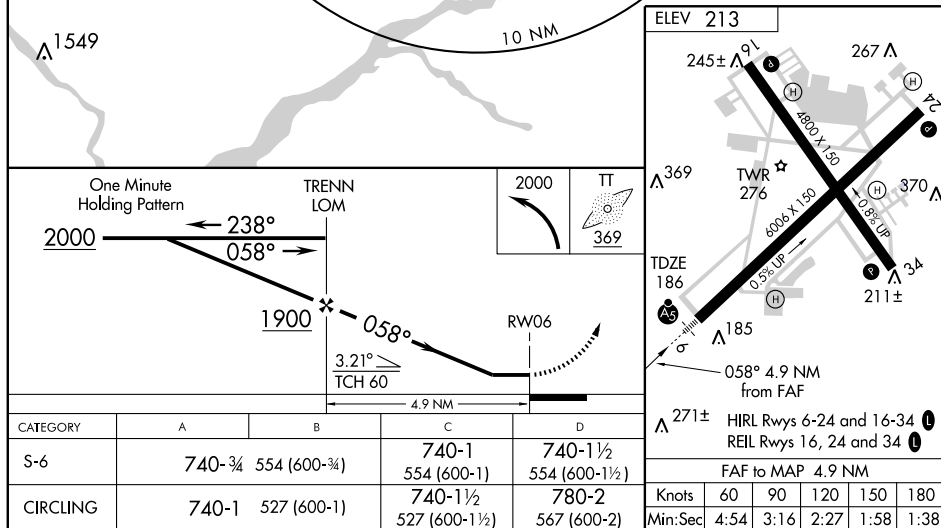 1549
10 NM
One Minute
Holding Pattern
TRENN
LOM
2000
TT
369
2000
238°
058°
1900
058°
3.21°
TCH 60
RW06
4.9 NM
CATEGORY A B C D
S-6 740-¾ 554 (600-¾) 740-1 554 (600-1) 740-1½ 554 (600-1½)
CIRCLING 740-1 527 (600-1) 740-1½ 527 (600-1½) 780-2 567 (600-2)
ELEV 213
245±
16
P
H
267
H
24
P
4800 X 150
369
TWR
276
H
370
0.8% UP
6006 X 150
0.5% UP
TDZE
186
A5
P
34
211±
H
6
185
058° 4.9 NM
from FAF
271±
HIRL Rwys 6-24 and 16-34 L
REIL Rwys 16, 24 and 34 L
FAF to MAP 4.9 NM
Knots 60 90 120 150 180
Min:Sec 4:54 3:16 2:27 1:58 1:38